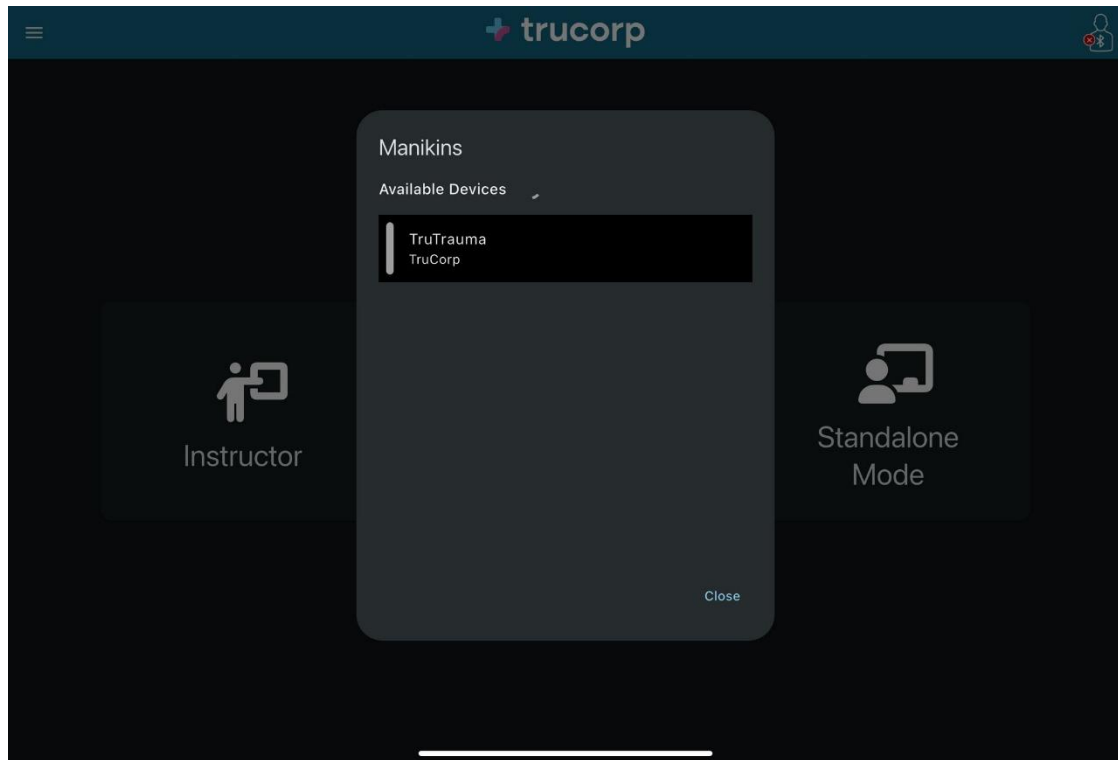 trucorp
Manikins
Available Devices
TruTrauma
TruCorp
Instructor
Standalone
Mode
Close